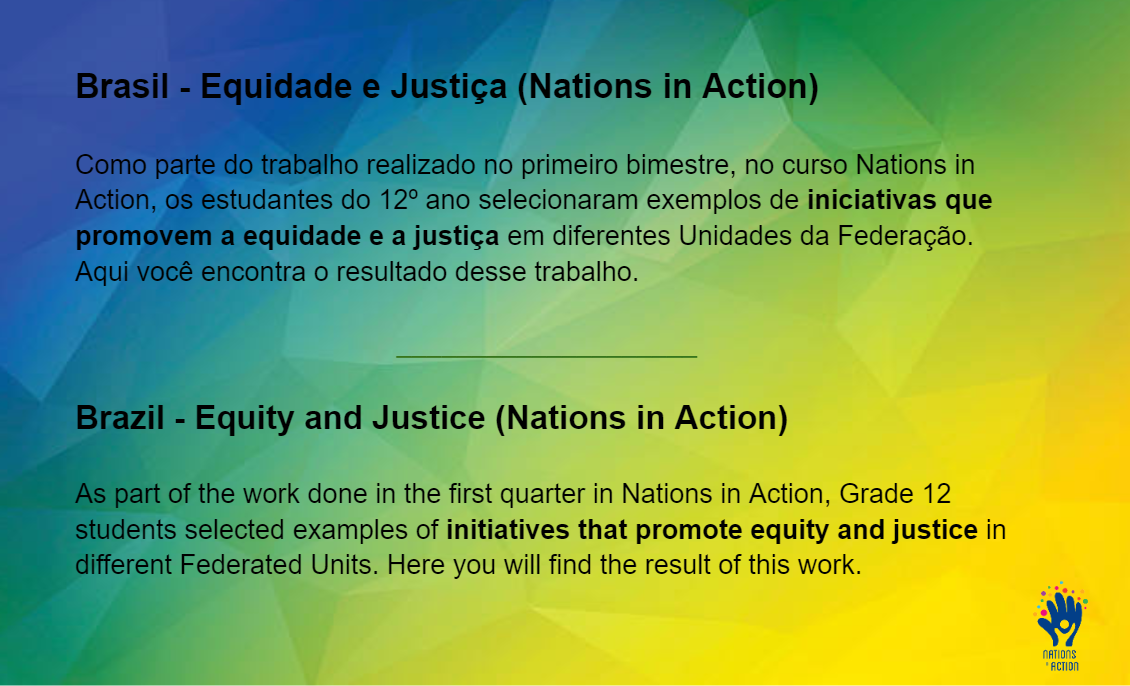 Brasil - Equidade e Justiça (Nations in Action)
Como parte do trabalho realizado no primeiro bimestre, no curso Nations in
Action, os estudantes do 12º ano selecionaram exemplos de iniciativas que
promovem a equidade e a justiça em diferentes Unidades da Federação.
Aqui você encontra o resultado desse trabalho.
Brazil - Equity and Justice (Nations in Action)
As part of the work done in the first quarter in Nations in Action, Grade 12
students selected examples of initiatives that promote equity and justice in
different Federated Units. Here you will find the result of this work.
NATIONS
ACTION